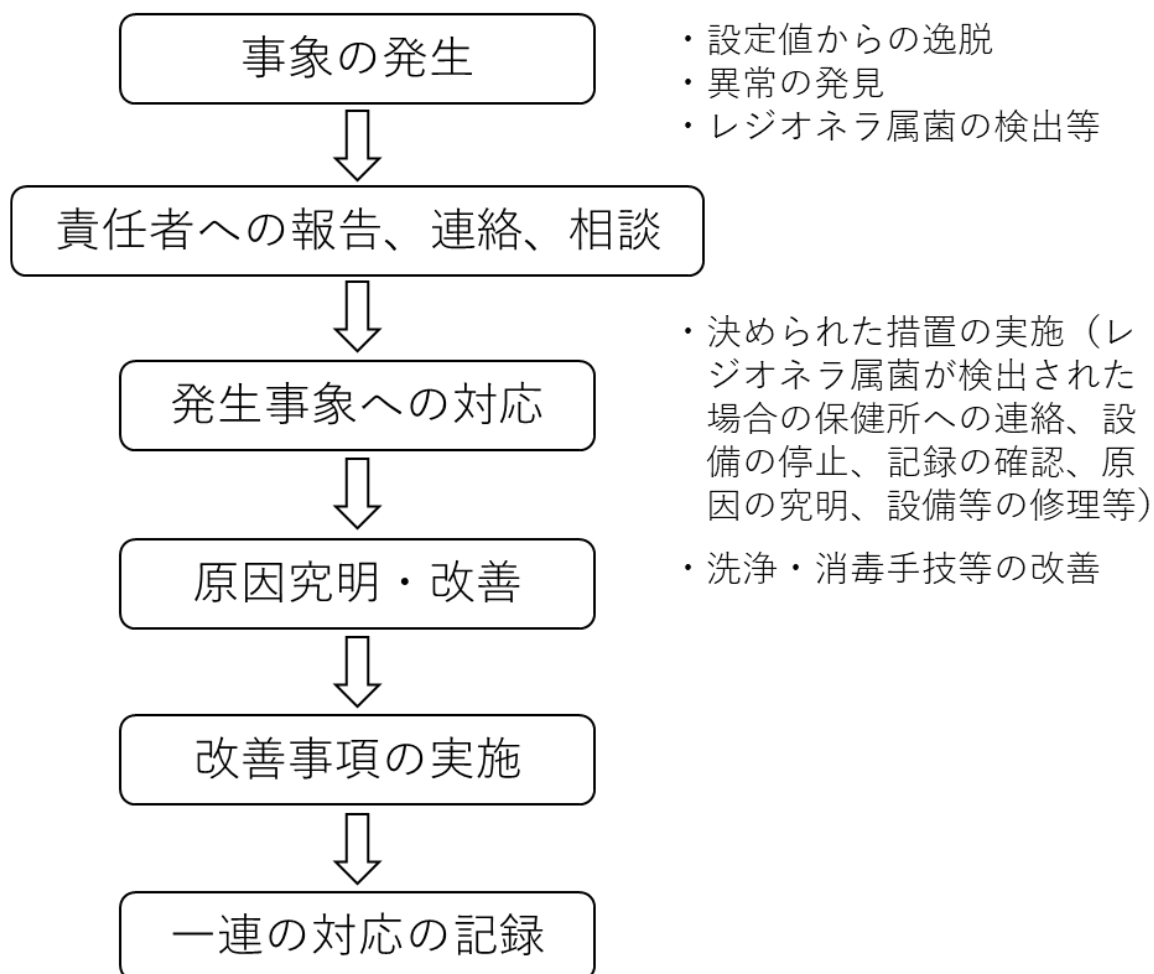 事象の発生
・設定値からの逸脱
・異常の発見
・レジオネラ属菌の検出等
責任者への報告、連絡、相談
発生事象への対応
・決められた措置の実施（レ
ジオネラ属菌が検出された
場合の保健所への連絡、設
備の停止、記録の確認、原
因の究明、設備等の修理等）
原因究明・改善
・洗浄・消毒手技等の改善
改善事項の実施
一連の対応の記録